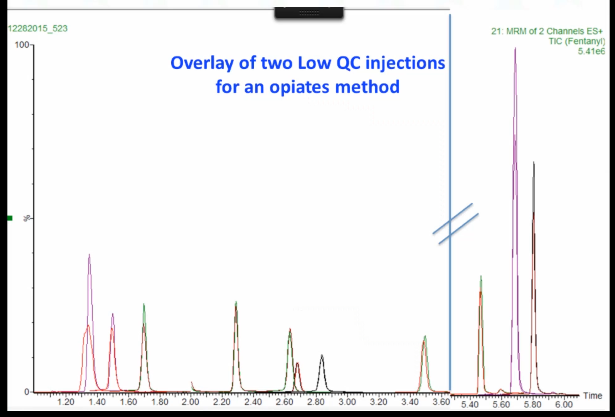 12282015_523
21: MRM of 2 Channels ES+
TIC (Fentanyl)
5.41e6
Overlay of two Low QC injections
for an opiates method
100
%
0
1.20 1.40 1.60 1.80 2.00 2.20 2.40 2.60 2.80 3.00 3.20 3.40 3.60 5.40 5.60 5.80 6.00 Time